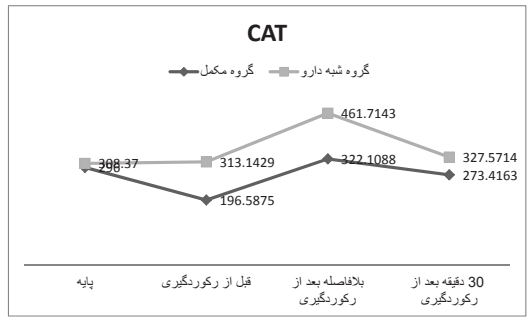 CAT
گروه مکمل گروه شبه دارو
461.7143
308.37 313.1429 322.1088 327.5714
296 196.5875 273.4163
پایه قبل از رکوردگیری بلافاصله بعد از رکوردگیری 30 دقیقه بعد از رکوردگیری